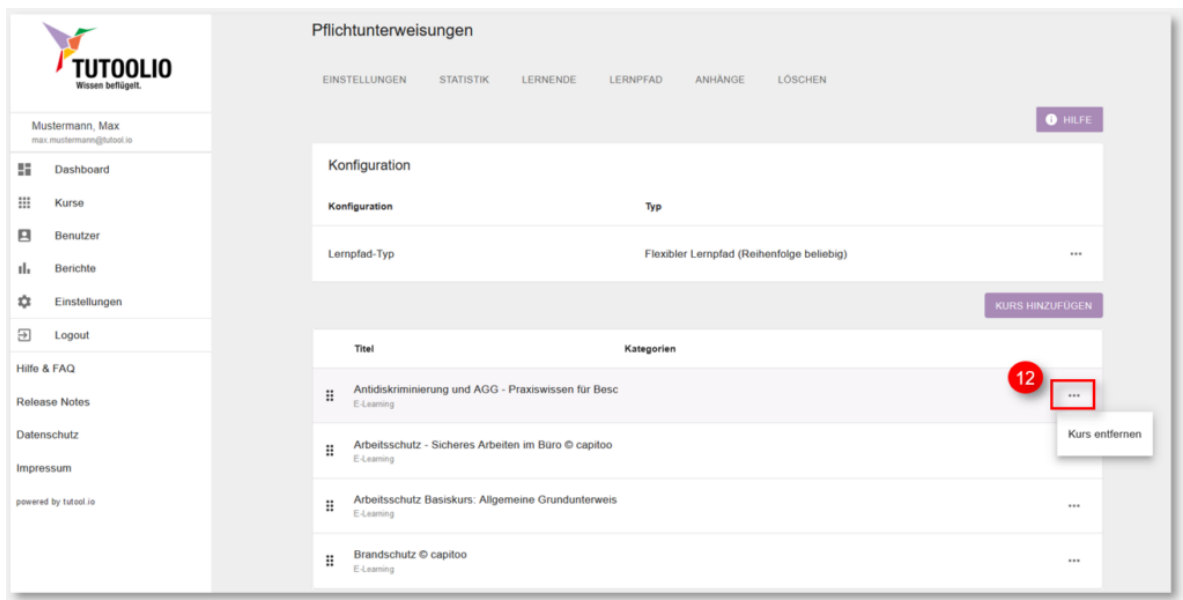 TUTOOLIO
Wissen beflügelt.
Mustermann, Max
max.mustermann@tutool.io
Dashboard
Kurse
Benutzer
Berichte
Einstellungen
Logout
Hilfe & FAQ
Release Notes
Datenschutz
Impressum
powered by tutool.io
Pflichtunterweisungen
EINSTELLUNGEN STATISTIK LERNENDE LERNPFAD ANHÄNGE LÖSCHEN
HILFE
Konfiguration
Konfiguration Typ
Lernpfad-Typ Flexibler Lernpfad (Reihenfolge beliebig)
KURS HINZUFÜGEN
Titel Kategorien
12
Antidiskriminierung und AGG - Praxiswissen für Besc
E-Learning
Kurs entfernen
Arbeitsschutz - Sicheres Arbeiten im Büro © capitoo
E-Learning
Arbeitsschutz Basiskurs: Allgemeine Grundunterweis
E-Learning
Brandschutz © capitoo
E-Learning